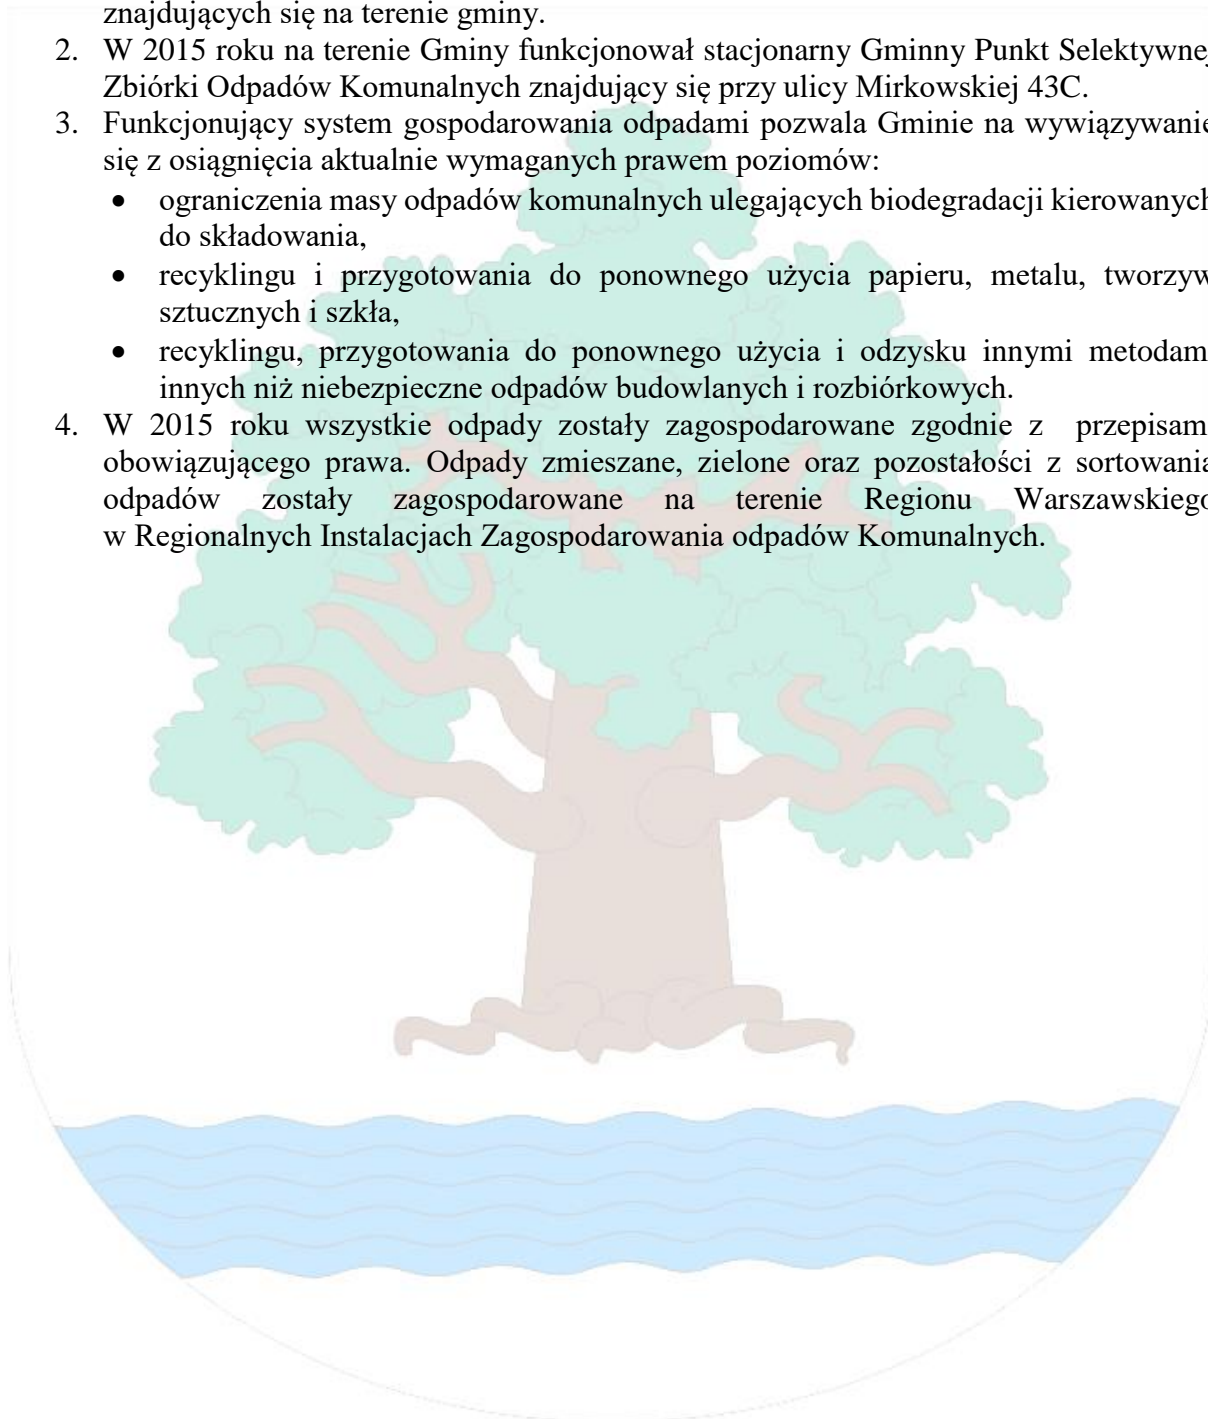 znajdujących się na terenie gminy.
2. W 2015 roku na terenie Gminy funkcjonował stacjonarny Gminny Punkt Selektywnej
Zbiórki Odpadów Komunalnych znajdujący się przy ulicy Mirkowskiej 43C.
3. Funkcjonujący system gospodarowania odpadami pozwala Gminie na wywiązywanie
się z osiągnięcia aktualnie wymaganych prawem poziomów:
• ograniczenia masy odpadów komunalnych ulegających biodegradacji kierowanych
do składowania,
• recyklingu i przygotowania do ponownego użycia papieru, metalu, tworzyw
sztucznych i szkła,
• recyklingu, przygotowania do ponownego użycia i odzysku innymi metodam
innych niż niebezpieczne odpadów budowlanych i rozbiórkowych.
4. W 2015 roku wszystkie odpady zostały zagospodarowane zgodnie z przepisam
obowiązującego prawa. Odpady zmieszane, zielone oraz pozostałości z sortowania
odpadów zostały zagospodarowane na terenie Regionu Warszawskiego
w Regionalnych Instalacjach Zagospodarowania odpadów Komunalnych.